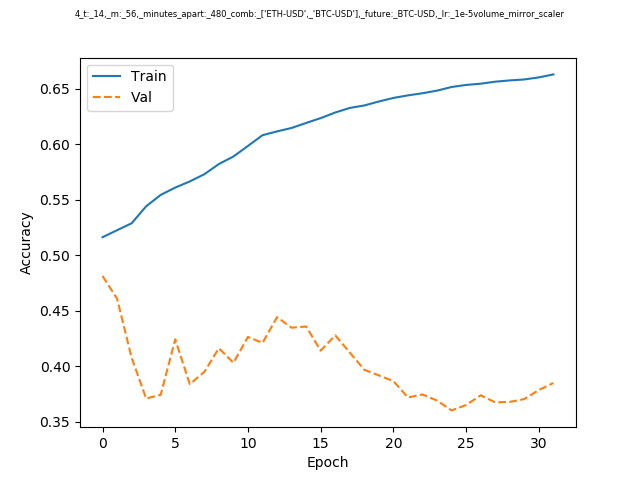 4_t:_14,_m:_56,_minutes_apart:_480_comb:_['ETH-USD',_'BTC-USD'],_future:_BTC-USD,_lr:_1e-5volume_mirror_scaler
Train
Val
0.65
0.60
0.55
0.50
0.45
0.40
0.35
Accuracy
0 5 10 15 20 25 30
Epoch